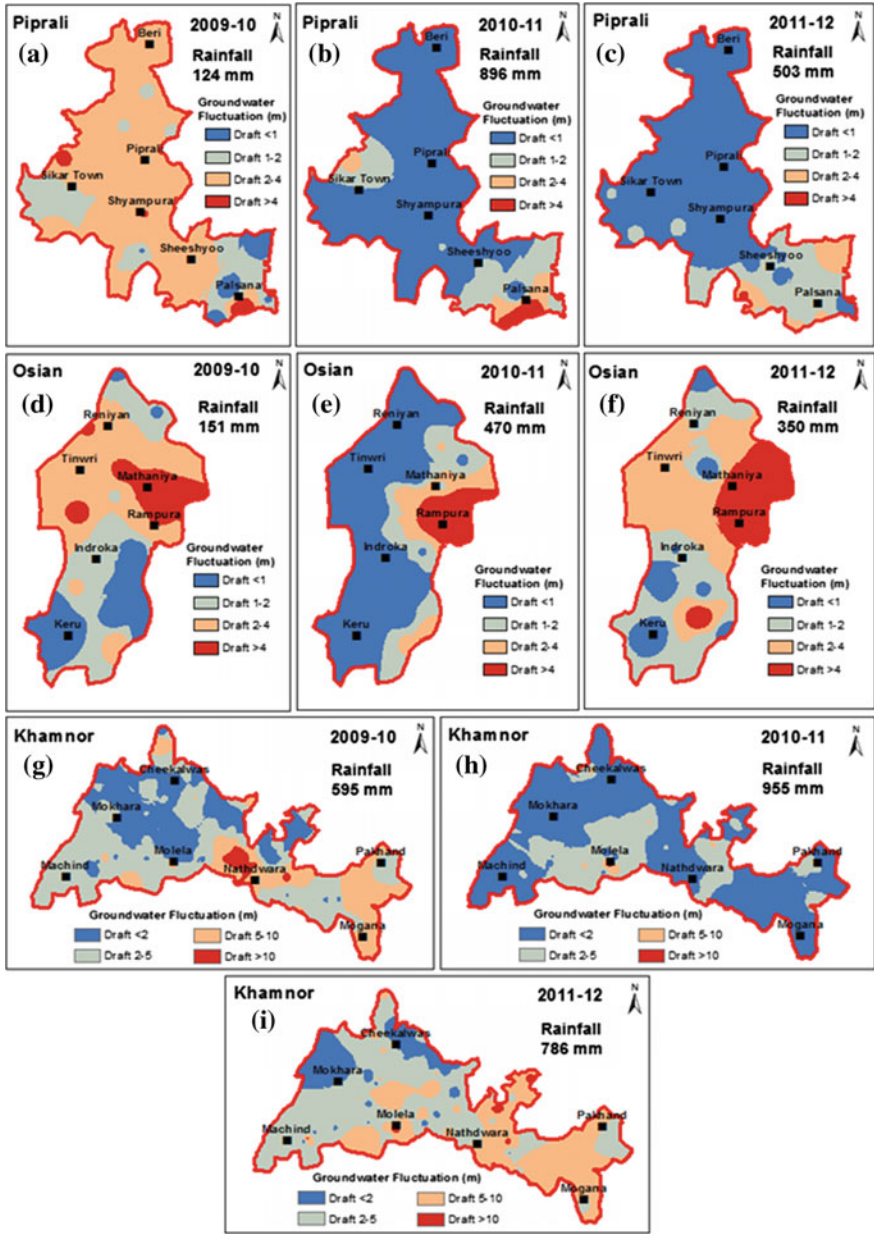 Piprali
2009-10
(a)
N
Beri
Rainfall
124 mm
Groundwater
Fluctuation (m)
Draft <1
Draft 1-2
Draft 2-4
Draft >4
Piprali
Sikar Town
Shyampura
Sheeshyoo
Palsana
2010-11
(b)
N
Beri
Rainfall
896 mm
Groundwater
Fluctuation (m)
Draft <1
Draft 1-2
Draft 2-4
Draft >4
Piprali
Sikar Town
Shyampura
Sheeshyoo
Palsana
2011-12
(c)
N
Beri
Rainfall
503 mm
Groundwater
Fluctuation (m)
Draft <1
Draft 1-2
Draft 2-4
Draft >4
Piprali
Sikar Town
Shyampura
Sheeshyoo
Palsana
Osian
2009-10
(d)
N
Rainfall
151 mm
Reniyan
Tinwri
Mathaniya
Rampura
Indroka
Keru
Groundwater
Fluctuation (m)
Draft <1
Draft 1-2
Draft 2-4
Draft >4
Osian
2010-11
(e)
N
Rainfall
470 mm
Reniyan
Tinwri
Mathaniya
Rampura
Indroka
Keru
Groundwater
Fluctuation (m)
Draft <1
Draft 1-2
Draft 2-4
Draft >4
Osian
2011-12
(f)
N
Rainfall
350 mm
Reniyan
Tinwri
Mathaniya
Rampura
Indroka
Keru
Groundwater
Fluctuation (m)
Draft <1
Draft 1-2
Draft 2-4
Draft >4
Khamnor
2009-10
(g)
N
Rainfall
595 mm
Cheekalwas
Mokhara
Molela
Machind
Nathdwara
Pakhand
Mogana
Groundwater Fluctuation (m)
Draft <2
Draft 5-10
Draft 2-5
Draft >10
Khamnor
2010-11
(h)
N
Rainfall
955 mm
Cheekalwas
Mokhara
Molela
Machind
Nathdwara
Pakhand
Mogana
Groundwater Fluctuation (m)
Draft <2
Draft 5-10
Draft 2-5
Draft >10
Khamnor
2011-12
(i)
N
Rainfall
786 mm
Cheekalwas
Mokhara
Molela
Machind
Nathdwara
Pakhand
Mogana
Groundwater Fluctuation (m)
Draft <2
Draft 5-10
Draft 2-5
Draft >10